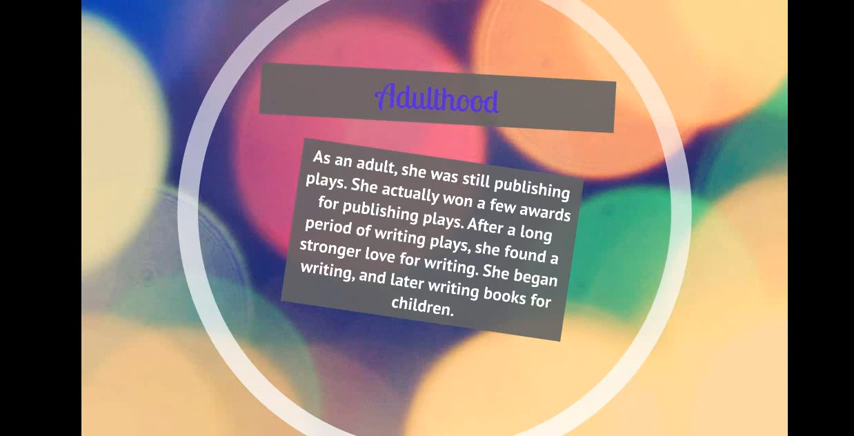 Adulthood
As an adult, she was still publishing
plays. She actually won a few awards
for publishing plays. After a long
period of writing plays, she found a
stronger love for writing. She began
writing, and later writing books for
children.